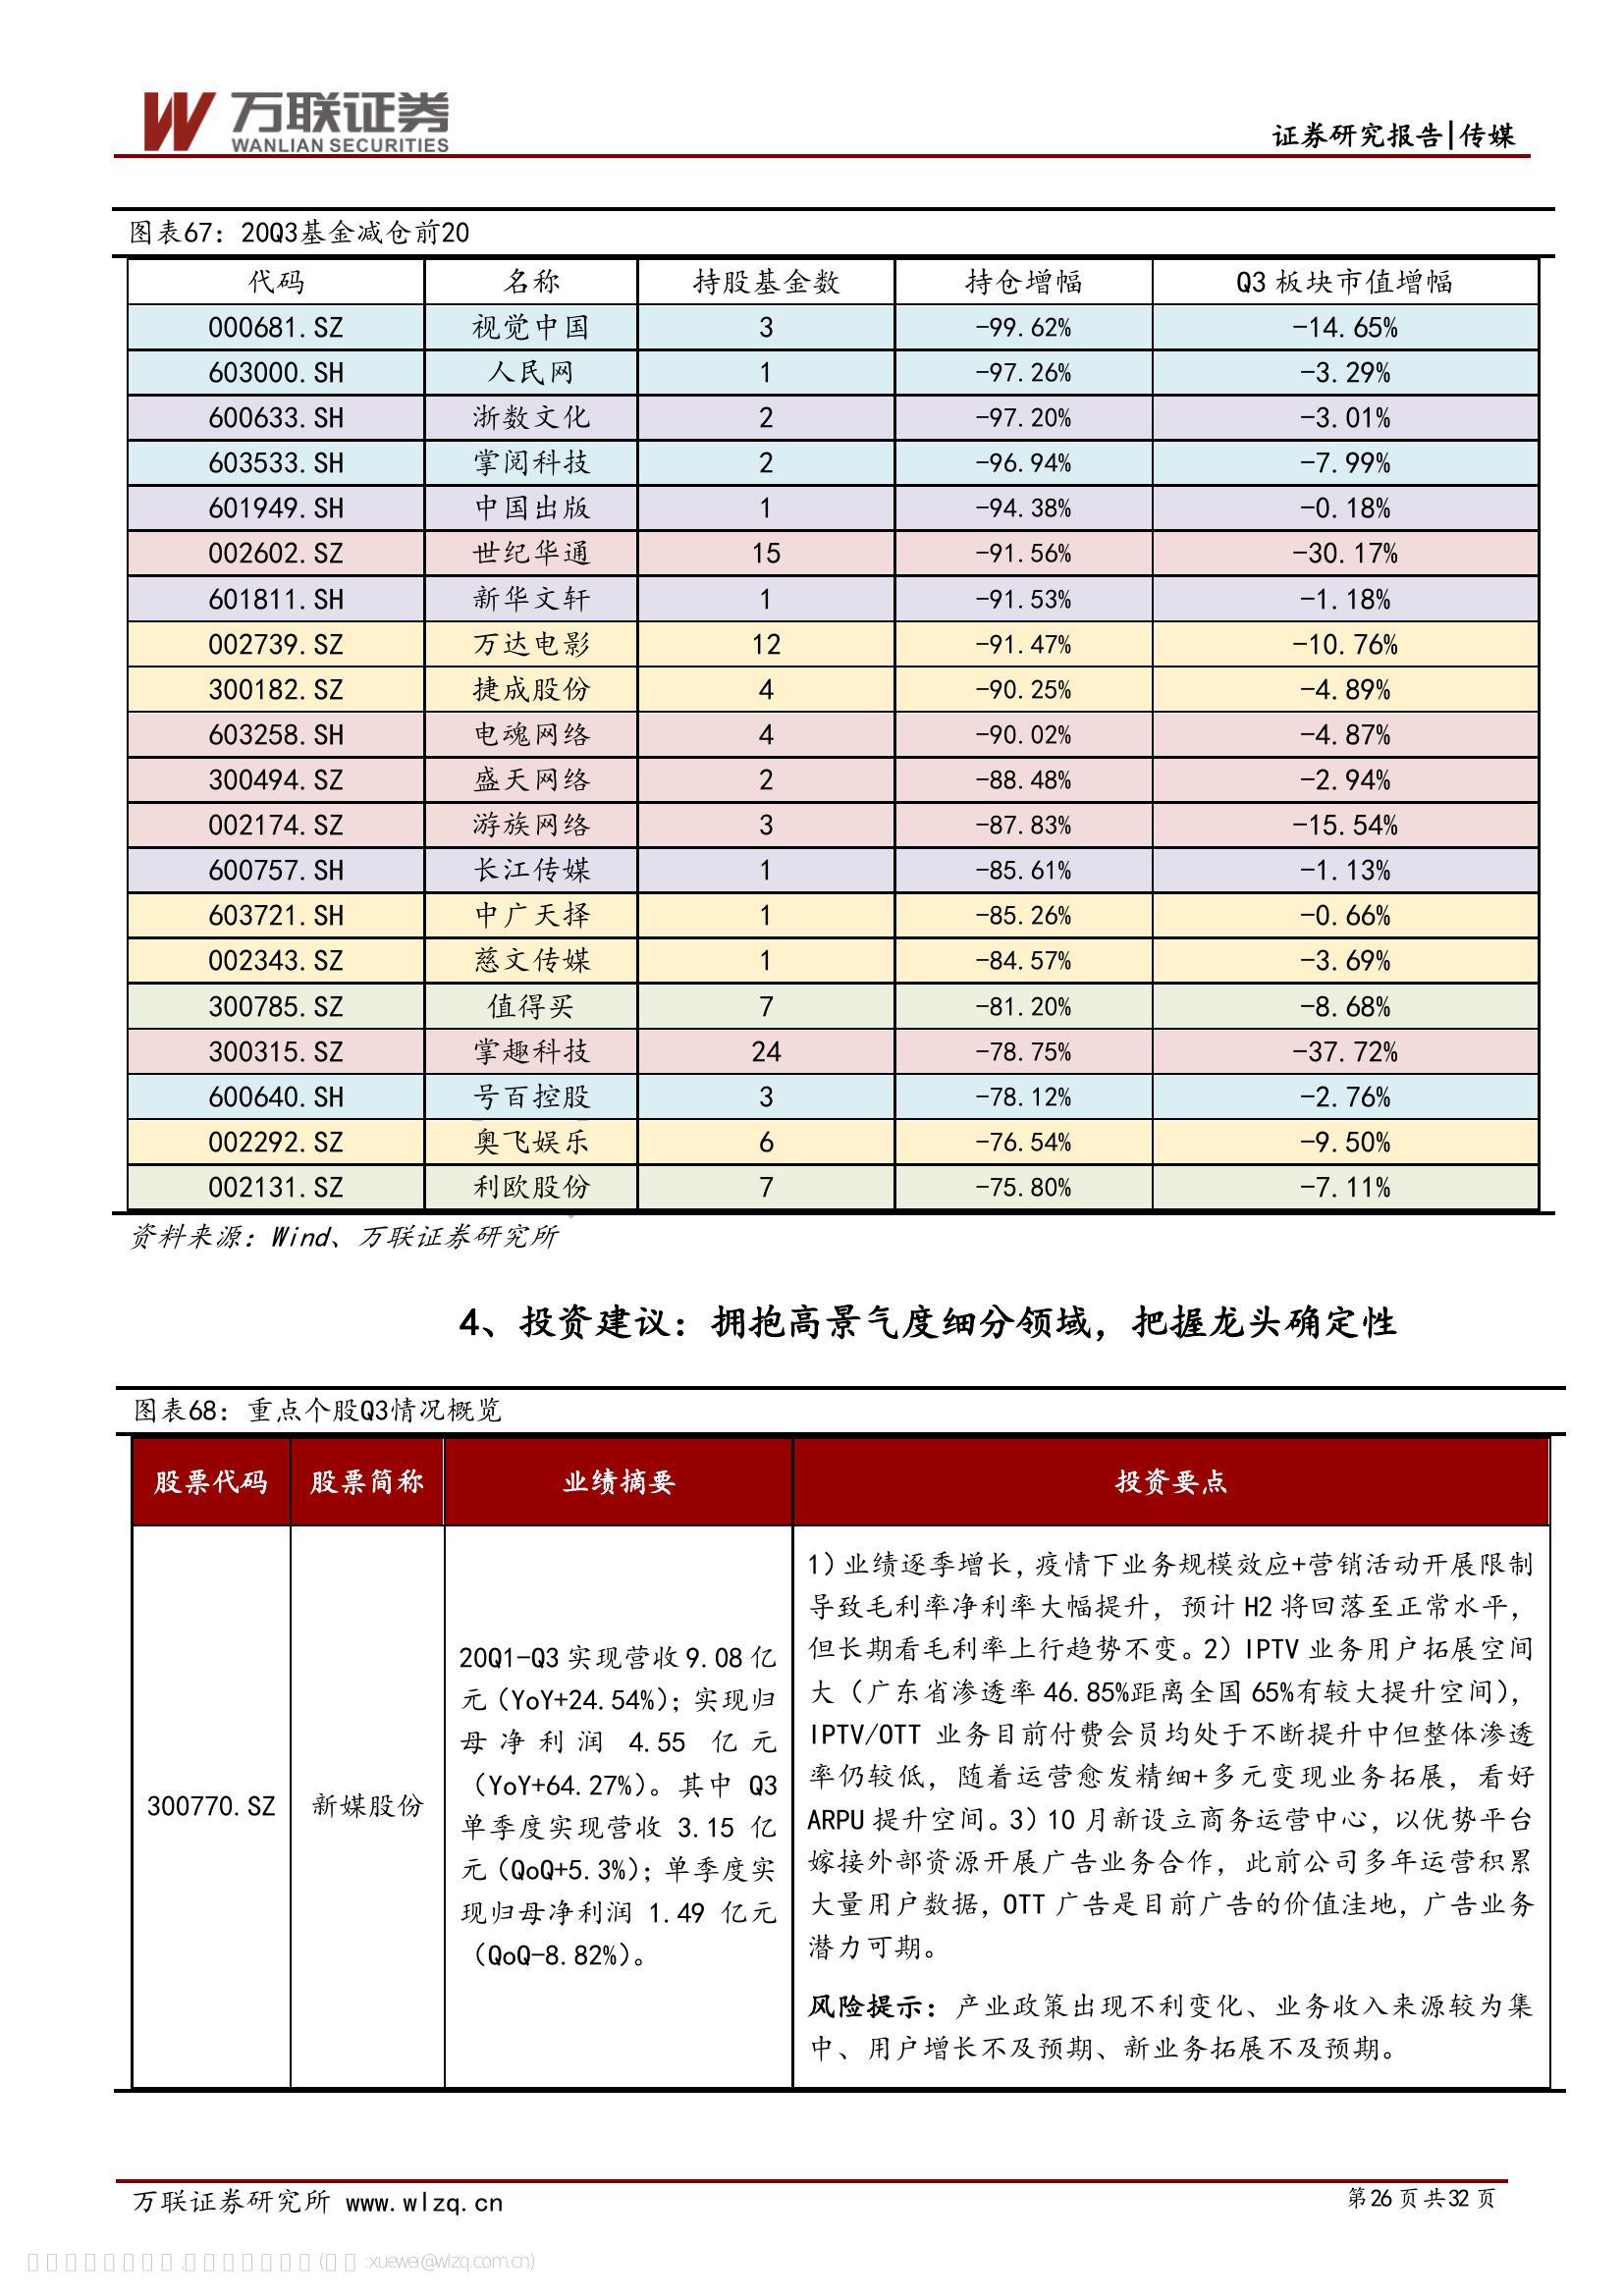 万联证券
WANLIAN SECURITIES
证券研究报告|传媒
图表67：20Q3基金减仓前20
代码 名称 持股基金数 持仓增幅 Q3 板块市值增幅
000681.SZ 视觉中国 3 -99.62% -14.65%
603000.SH 人民网 1 -97.26% -3.29%
600633.SH 浙数文化 2 -97.20% -3.01%
603533.SH 掌阅科技 2 -96.94% -7.99%
601949.SH 中国出版 1 -94.38% -0.18%
002602.SZ 世纪华通 15 -91.56% -30.17%
601811.SH 新华文轩 1 -91.53% -1.18%
002739.SZ 万达电影 12 -91.47% -10.76%
300182.SZ 捷成股份 4 -90.25% -4.89%
603258.SH 电魂网络 4 -90.02% -4.87%
300494.SZ 盛天网络 2 -88.48% -2.94%
002174.SZ 游族网络 3 -87.83% -15.54%
600757.SH 长江传媒 1 -85.61% -1.13%
603721.SH 中广天择 1 -85.26% -0.66%
002343.SZ 慈文传媒 1 -84.57% -3.69%
300785.SZ 值得买 7 -81.20% -8.68%
300315.SZ 掌趣科技 24 -78.75% -37.72%
600640.SH 号百控股 3 -78.12% -2.76%
002292.SZ 奥飞娱乐 6 -76.54% -9.50%
002131.SZ 利欧股份 7 -75.80% -7.11%
资料来源：Wind、万联证券研究所
4、投资建议：拥抱高景气度细分领域，把握龙头确定性
图表68：重点个股Q3情况概览
股票代码 股票简称 业绩摘要 投资要点
300770.SZ
新媒股份
20Q1-Q3 实现营收 9.08 亿
元（YoY+24.54%）；实现归
母净利润 4.55 亿元
（YoY+64.27%）。其中 Q3
单季度实现营收 3.15 亿
元（QoQ+5.3%）；单季度实
现归母净利润 1.49 亿元
（QoQ-8.82%）。
1）业绩逐季增长，疫情下业务规模效应+营销活动开展限制
导致毛利率净利率大幅提升，预计 H2 将回落至正常水平，
但长期看毛利率上行趋势不变。2）IPTV 业务用户拓展空间
大（广东省渗透率 46.85%距离全国 65%有较大提升空间），
IPTV/OTT 业务目前付费会员均处于不断提升中但整体渗透
率仍较低，随着运营愈发精细+多元变现业务拓展，看好
ARPU 提升空间。3）10 月新设立商务运营中心，以优势平台
嫁接外部资源开展广告业务合作，此前公司多年运营积累
大量用户数据，OTT 广告是目前广告的价值洼地，广告业务
潜力可期。
风险提示：产业政策出现不利变化、业务收入来源较为集
中、用户增长不及预期、新业务拓展不及预期。
万联证券研究所 www.wlzq.cn
第26页共32页
xuewei@wlzq.com.cn)